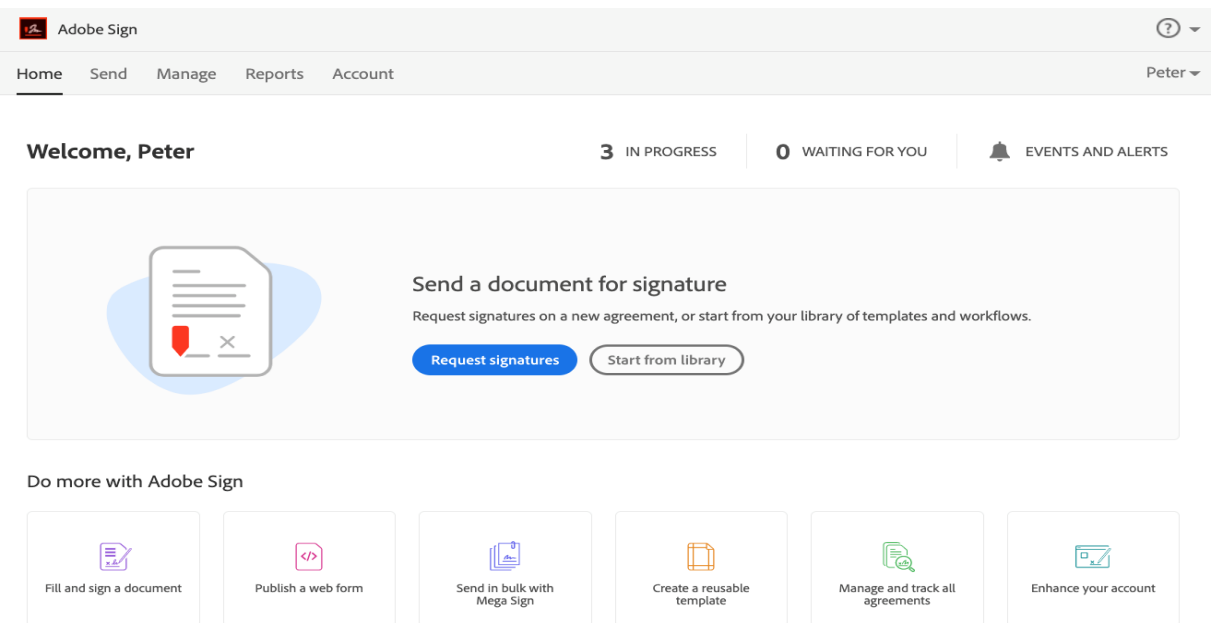 Adobe Sign
?
Home Send Manage Reports Account Peter
Welcome, Peter
3 IN PROGRESS 0 WAITING FOR YOU EVENTS AND ALERTS
Send a document for signature
Request signatures on a new agreement, or start from your library of templates and workflows.
Request signatures Start from library
Do more with Adobe Sign
Fill and sign a document
Publish a web form
Send in bulk with
Mega Sign
Create a reusable
template
Manage and track all
agreements
Enhance your account